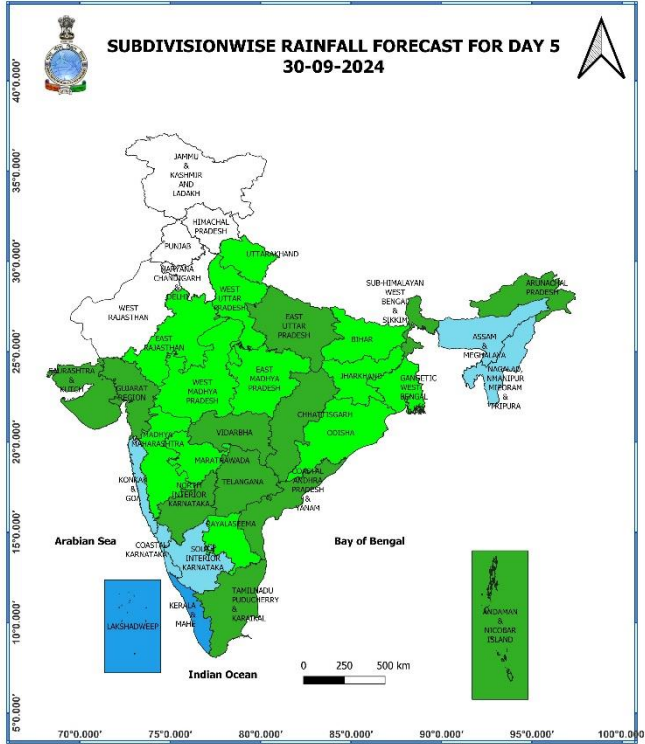 SUBDIVISIONWISE RAINFALL FORECAST FOR DAY 5
30-09-2024
JAMMU
&
KASHMIR
AND
LADAKH
HIMACHAL
PRADESH
PUNJAB
UTTARAKHAND
HARYANA
CHANDIGARH
&
DELHI
WEST
UTTAR
PRADESH
WEST
RAJASTHAN
EAST
RAJASTHAN
EAST
UTTAR
PRADESH
SUB-HIMALAYAN
WEST
BENGAL
&
SIKKIM
ARUNACHAL
PRADESH
BIHAR
ASSAM
&
MEGHALAYA
NAGALAD,
NMANIPUR
MIZORAM
&
TRIPURA
SAURASHTRA
&
KUTCH
GUJARAT
REGION
WEST
MADHYA
PRADESH
EAST
MADHYA
PRADESH
JHARKHAND
GANGETIC
WEST
BENGAL
CHHATTISGARH
ODISHA
MADHYA
MAHARASHTRA
VIDARBHA
MARATHWADA
KONKAN
&
GOA
NORTH
INTERIOR
KARNATAKA
TELANGANA
COASTAL
ANDHRA
PRADESH
&
YANAM
RAYALASEEMA
Arabian Sea
Bay of Bengal
COASTAL
KARNATAKA
SOUTH
INTERIOR
KARNATAKA
LAKSHADWEEP
KERALA
&
MAHE
TAMILNADU
PUDUCHERRY
&
KARAIKAL
ANDAMAN
&
NICOBAR
ISLAND
Indian Ocean
0 250 500 km
40°0.000'
35°0.000'
30°0.000'
25°0.000'
20°0.000'
15°0.000'
10°0.000'
5°0.000'
70°0.000' 75°0.000' 80°0.000' 85°0.000' 90°0.000' 95°0.000' 100°0.000'